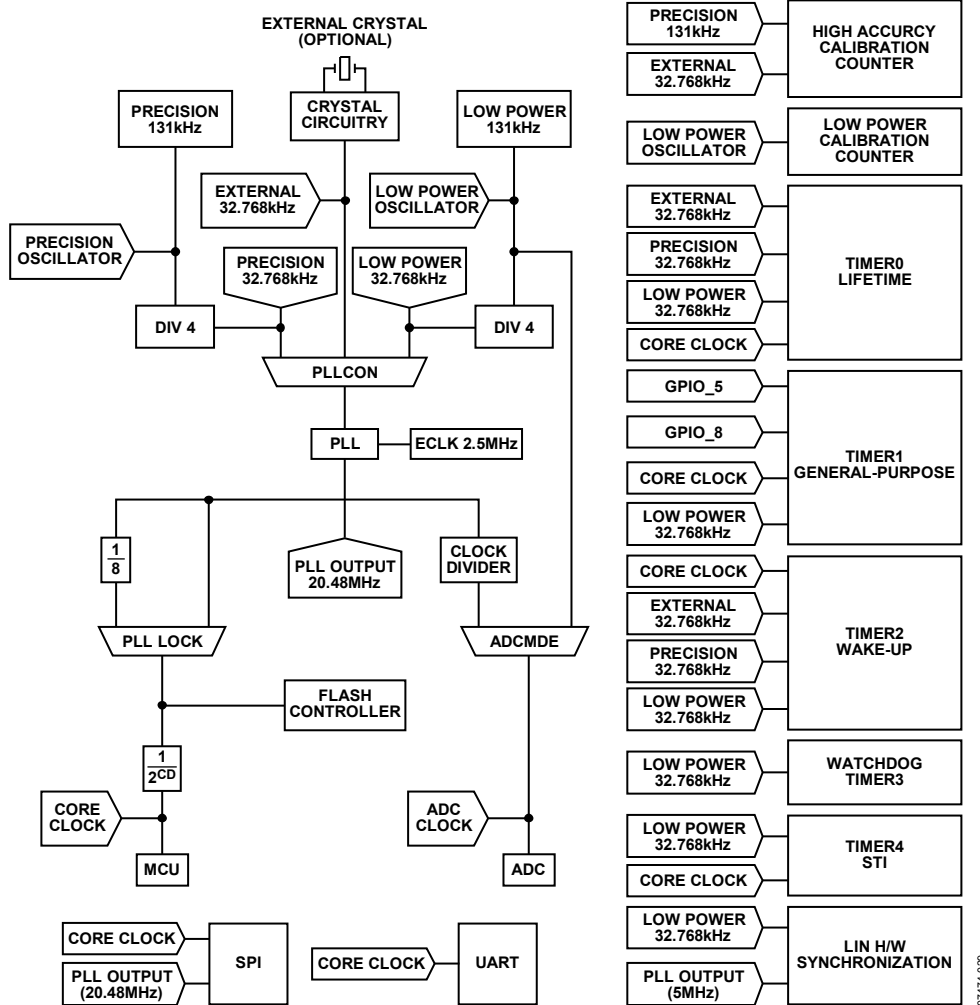 EXTERNAL CRYSTAL
(OPTIONAL)
PRECISION
131kHz
CRYSTAL
CIRCUITRY
LOW POWER
131kHz
EXTERNAL
32.768kHz
LOW POWER
OSCILLATOR
PRECISION
OSCILLATOR
PRECISION
32.768kHz
LOW POWER
32.768kHz
DIV 4
DIV 4
PLLCON
PLL
ECLK 2.5MHz
1
8
PLL OUTPUT
20.48MHz
CLOCK
DIVIDER
PLL LOCK
ADCMDE
FLASH
CONTROLLER
1
2CD
CORE
CLOCK
ADC
CLOCK
MCU
ADC
CORE CLOCK
PLL OUTPUT
(20.48MHz)
SPI
CORE CLOCK
UART
PRECISION
131kHz
EXTERNAL
32.768kHz
HIGH ACCURCY
CALIBRATION
COUNTER
LOW POWER
OSCILLATOR
LOW POWER
CALIBRATION
COUNTER
EXTERNAL
32.768kHz
PRECISION
32.768kHz
LOW POWER
32.768kHz
CORE CLOCK
TIMER0
LIFETIME
GPIO_5
GPIO_8
CORE CLOCK
LOW POWER
32.768kHz
TIMER1
GENERAL-PURPOSE
CORE CLOCK
EXTERNAL
32.768kHz
PRECISION
32.768kHz
LOW POWER
32.768kHz
TIMER2
WAKE-UP
LOW POWER
32.768kHz
WATCHDOG
TIMER3
LOW POWER
32.768kHz
CORE CLOCK
TIMER4
STI
LOW POWER
32.768kHz
PLL OUTPUT
(5MHz)
LIN H/W
SYNCHRONIZATION